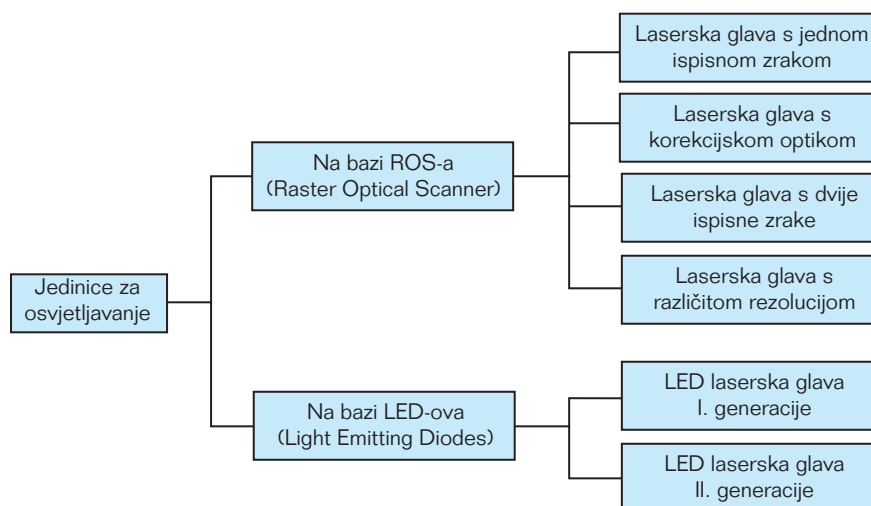 Jedinice za
osvjetljavanje
Na bazi ROS-a
(Raster Optical Scanner)
Laserska glava s jednom
ispisnom zrakom
Laserska glava s
korekcijskom optikom
Laserska glava s dvije
ispisne zrake
Laserska glava s
različitom rezolucijom
Na bazi LED-ova
(Light Emitting Diodes)
LED laserska glava
I. generacije
LED laserska glava
II. generacije